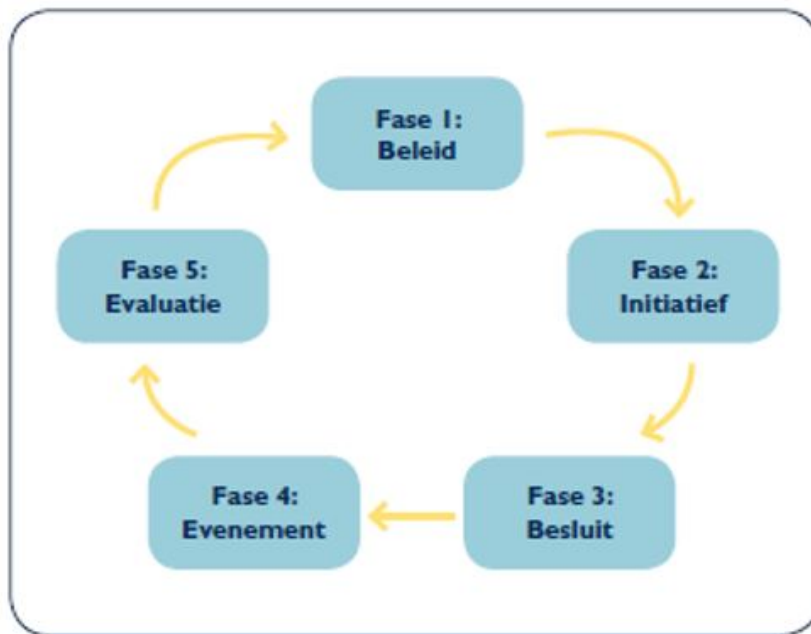 Fase 1:
Beleid
Fase 2:
Initiatief
Fase 3:
Besluit
Fase 4:
Evenement
Fase 5:
Evaluatie